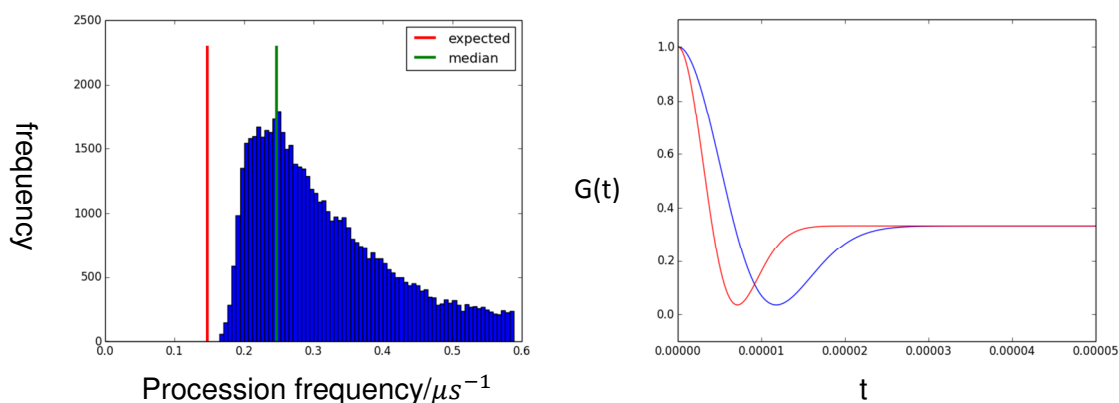 2500
2000
1500
1000
500
0
0.0 0.1 0.2 0.3 0.4 0.5 0.6
expected
median
frequency
Procession frequency/μs⁻¹
1.0
0.8
0.6
0.4
0.2
0.0
0.00000 0.00001 0.00002 0.00003 0.00004 0.00005
G(t)
t